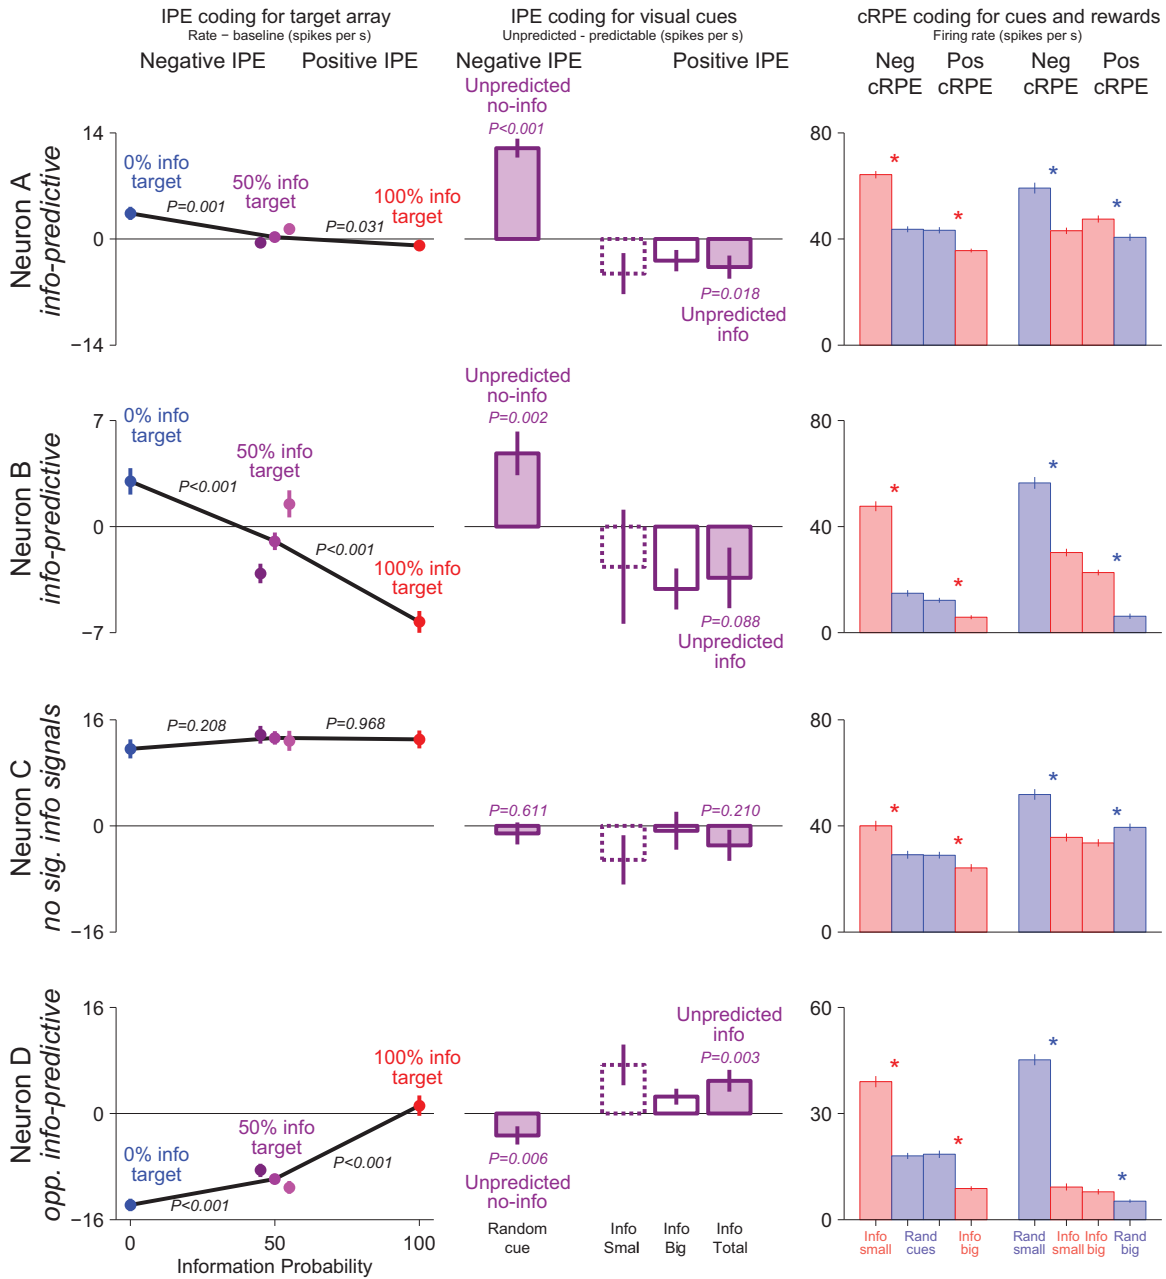 IPE coding for target array
Rate – baseline (spikes per s)
Negative IPE
Positive IPE
IPE coding for visual cues
Unpredicted - predictable (spikes per s)
Negative IPE
Positive IPE
cRPE coding for cues and rewards
Firing rate (spikes per s)
Neg
cRPE
Pos
cRPE
Neg
cRPE
Pos
cRPE
Neuron A
info-predictive
14
0
−14
0% info
target
P=0.001
50% info
target
P=0.031
100% info
target
Unpredicted
no-info
P<0.001
P=0.018
Unpredicted
info
80
40
0
*
*
*
*
Neuron B
info-predictive
7
0
−7
0% info
target
P<0.001
50% info
target
P<0.001
100% info
target
Unpredicted
no-info
P=0.002
P=0.088
Unpredicted
info
80
40
0
*
*
*
*
Neuron C
no sig. info signals
16
0
−16
P=0.208
P=0.968
P=0.611
P=0.210
80
40
0
*
*
*
*
Neuron D
opp. info-predictive
16
0
−16
0% info
target
P<0.001
50% info
target
P<0.001
100% info
target
P=0.006
Unpredicted
no-info
Unpredicted
info
P=0.003
60
30
0
*
*
*
*
0
50
100
Information Probability
Random
cue
Info
Smal
Info
Big
Info
Total
Info
small
Rand
cues
Info
big
Rand
small
Info
small
Info
big
Rand
big